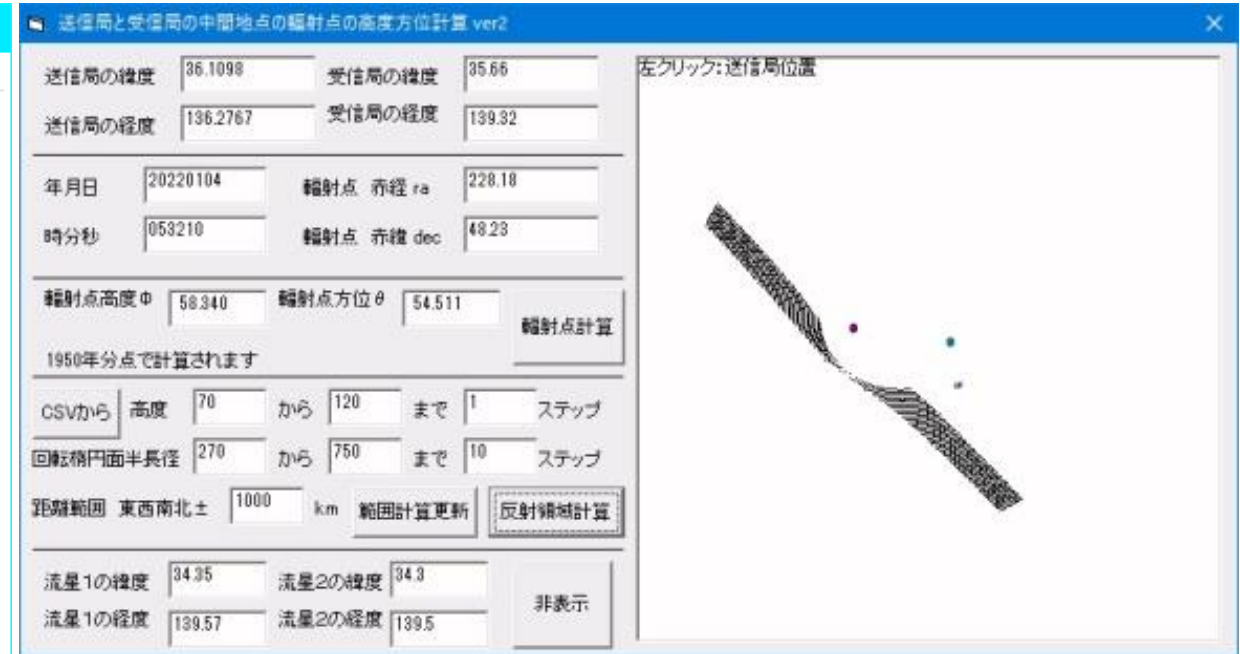 送信局と受信局の中間地点の輻射点の高度方位計算 ver2
送信局の緯度 36.1098 受信局の緯度 35.66
送信局の経度 136.2767 受信局の経度 139.32
年月日 20220104 輻射点 赤経 ra 228.18
時分秒 053210 輻射点 赤緯 dec 48.23
輻射点高度Φ 58.340 輻射点方位θ 54.511 輻射点計算
1950年分点で計算されます
CSVから 高度 70 から 120 まで 1 ステップ
回転楕円面半長径 270 から 750 まで 10 ステップ
距離範囲 東西南北± 1000 km 範囲計算更新 反射領域計算
流星1の緯度 34.35 流星2の緯度 34.3
流星1の経度 139.57 流星2の経度 139.5 非表示
左クリック:送信局位置